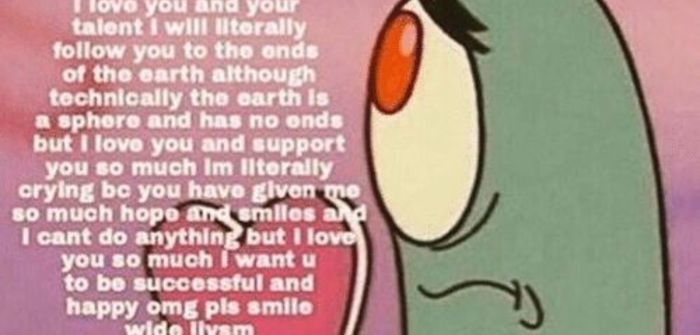 I love you and your
talent I will literally
follow you to the ends
of the earth although
technically the earth is
a sphere and has no ends
but I love you and support
you so much im literally
crying bc you have given me
so much hope and smiles and
I cant do anything but I love
you so much I want u
to be successful and
happy omg pls smile
wide ilysm